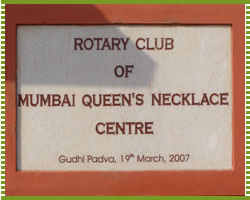 ROTARY CLUB
OF
MUMBAI QUEEN'S NECKLACE
CENTRE
Gudhi Padva, 19th March, 2007